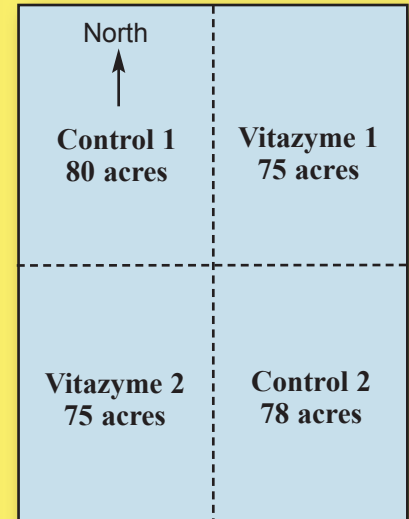 North
Control 1
80 acres
Vitazyme 1
75 acres
Vitazyme 2
75 acres
Control 2
78 acres